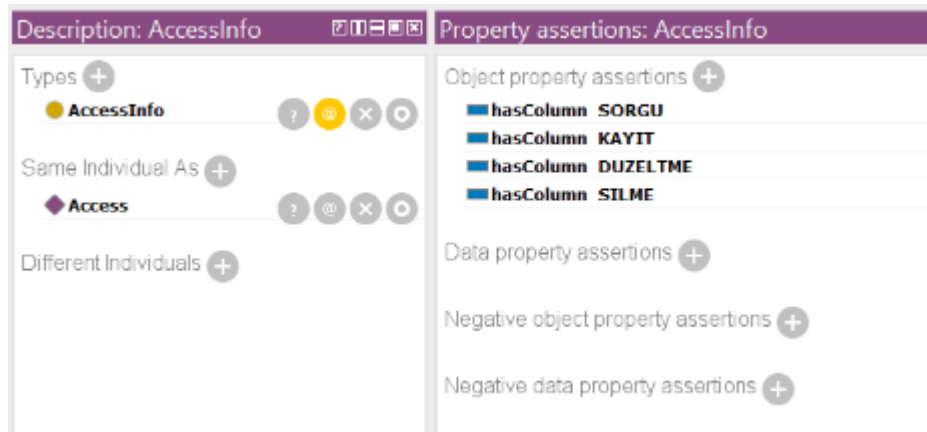 Description: AccessInfo
Types
AccessInfo
Same Individual As
Access
Different Individuals
Property assertions: AccessInfo
Object property assertions
hasColumn SORGU
hasColumn KAYIT
hasColumn DUZELTME
hasColumn SILME
Data property assertions
Negative object property assertions
Negative data property assertions